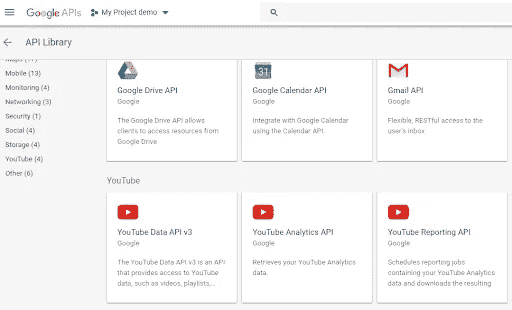 Google APIs My Project demo
API Library
Mobile (13)
Monitoring (4)
Networking (3)
Security (1)
Social (4)
Storage (4)
YouTube (4)
Other (6)
Google Drive API
Google
The Google Drive API allows
clients to access resources from
Google Drive
31
Google Calendar API
Google
Integrate with Google Calendar
using the Calendar API.
Gmail API
Google
Flexible, RESTful access to the
user's inbox
YouTube
YouTube Data API v3
Google
The YouTube Data API v3 is an API
that provides access to YouTube
data, such as videos, playlists,...
YouTube Analytics API
Google
Retrieves your YouTube Analytics
data.
YouTube Reporting API
Google
Schedules reporting jobs
containing your YouTube Analytics
data and downloads the resulting